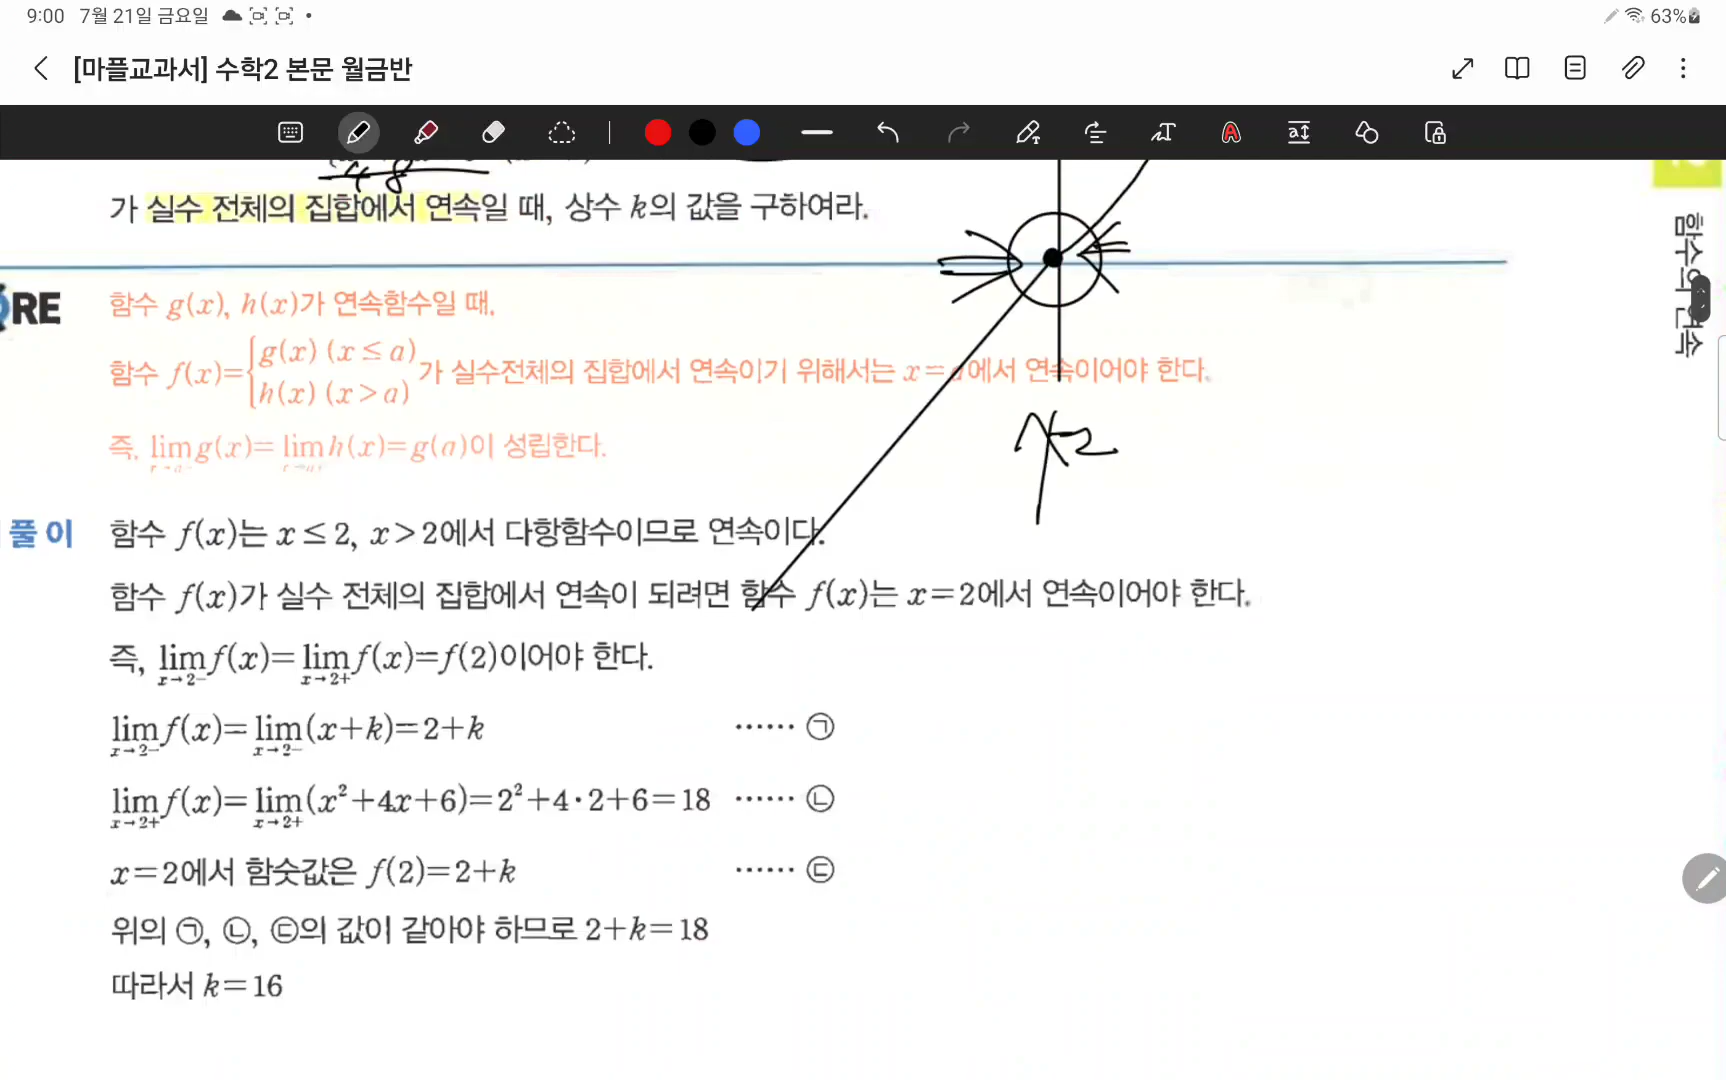 9:00 7월 21일 금요일 63%
[마플교과서] 수학2 본문 월금반
4 8
가 실수 전체의 집합에서 연속일 때, 상수 k의 값을 구하여라.
함수의 연속
RE
함수 g(x), h(x)가 연속함수일 때,
함수 f(x)={g(x) (x≤a) h(x) (x>a) 가 실수전체의 집합에서 연속이기 위해서는 x=a에서 연속이어야 한다.
즉, lim g(x)=lim h(x)=g(a)이 성립한다.
x=2
풀이 함수 f(x)는 x≤2, x>2에서 다항함수이므로 연속이다.
함수 f(x)가 실수 전체의 집합에서 연속이 되려면 함수 f(x)는 x=2에서 연속이어야 한다.
즉, lim x→2− f(x)=lim x→2+ f(x)=f(2)이어야 한다.
lim x→2− f(x)=lim x→2− (x+k)=2+k ⋯⋯ ㉠
lim x→2+ f(x)=lim x→2+ (x²+4x+6)=2²+4·2+6=18 ⋯⋯ ㉡
x=2에서 함숫값은 f(2)=2+k ⋯⋯ ㉢
위의 ㉠, ㉡, ㉢의 값이 같아야 하므로 2+k=18
따라서 k=16